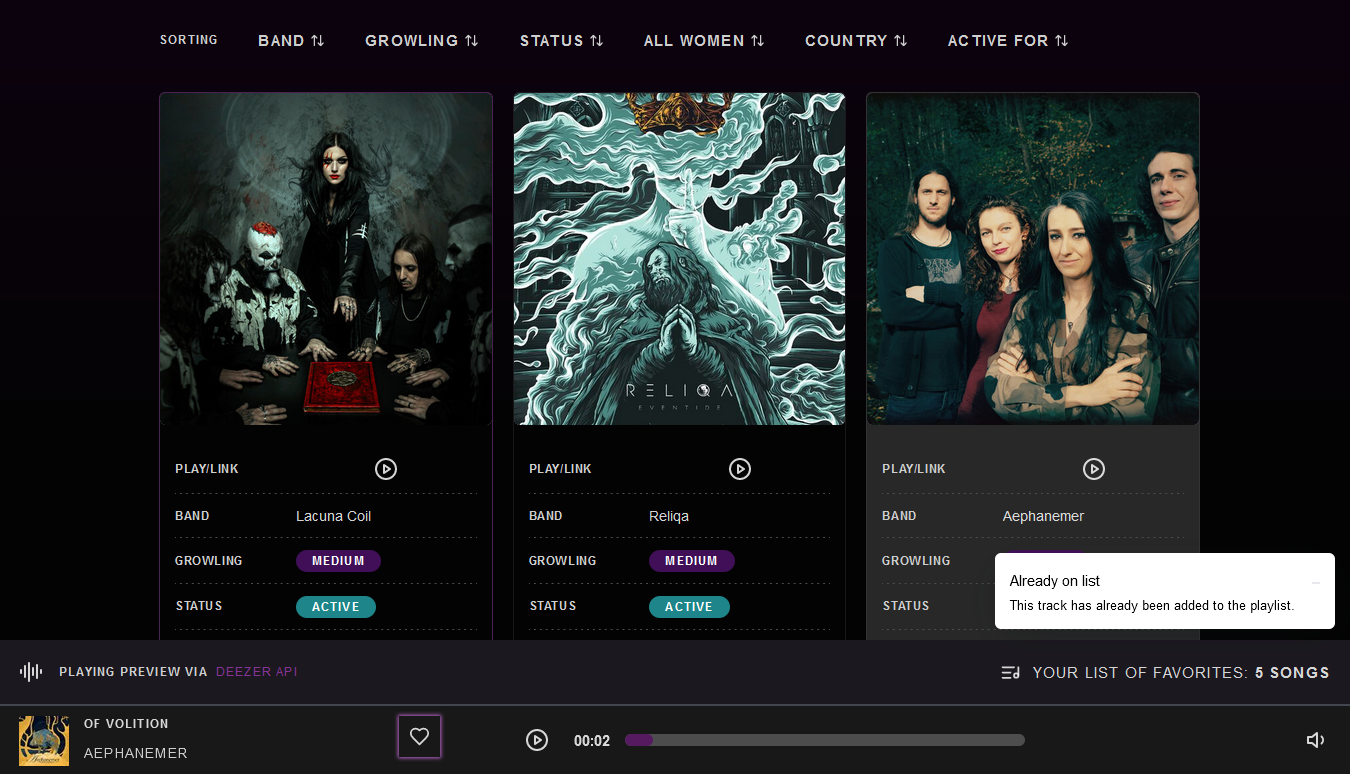 SORTING BAND GROWLING STATUS ALL WOMEN COUNTRY ACTIVE FOR
RELIQA
EVENTIDE
PLAY/LINK PLAY/LINK PLAY/LINK
BAND Lacuna Coil BAND Reliqa BAND Aephanemer
GROWLING MEDIUM GROWLING MEDIUM GROWLING
STATUS ACTIVE STATUS ACTIVE STATUS
Already on list
This track has already been added to the playlist.
PLAYING PREVIEW VIA DEEZER API YOUR LIST OF FAVORITES: 5 SONGS
OF VOLITION
AEPHANEMER
00:02